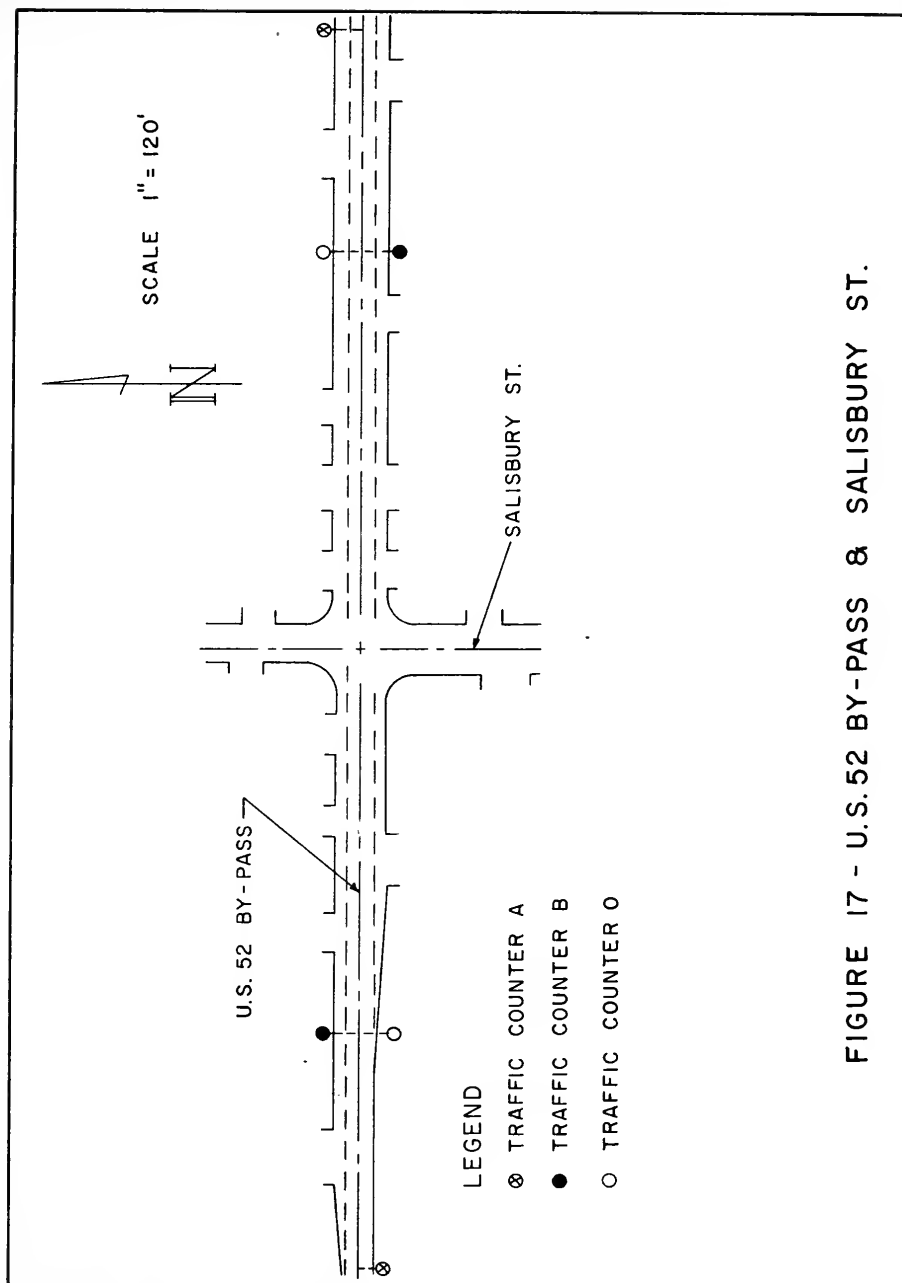 SCALE 1" = 120'
N
U.S. 52 BY-PASS
SALISBURY ST.
LEGEND
TRAFFIC COUNTER A
TRAFFIC COUNTER B
TRAFFIC COUNTER O
FIGURE 17 - U.S. 52 BY-PASS & SALISBURY ST.